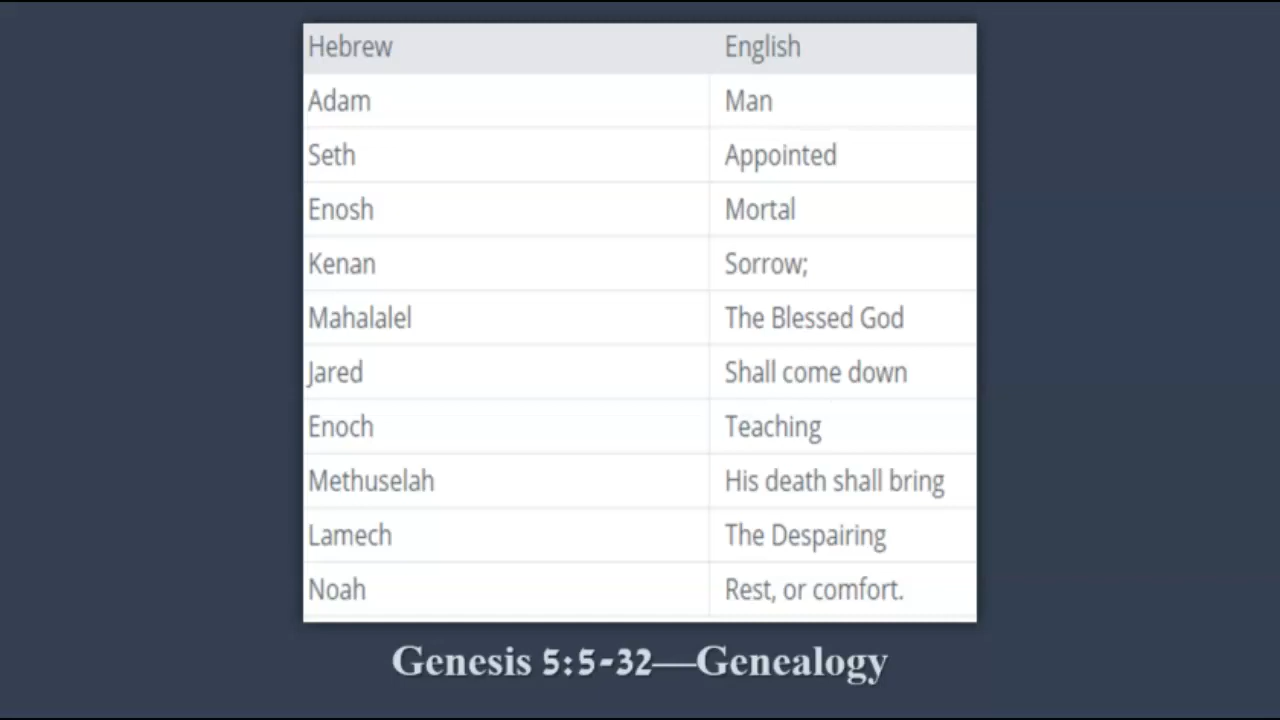 Hebrew English
Adam Man
Seth Appointed
Enosh Mortal
Kenan Sorrow;
Mahalalel The Blessed God
Jared Shall come down
Enoch Teaching
Methuselah His death shall bring
Lamech The Despairing
Noah Rest, or comfort.
Genesis 5:5-32—Genealogy